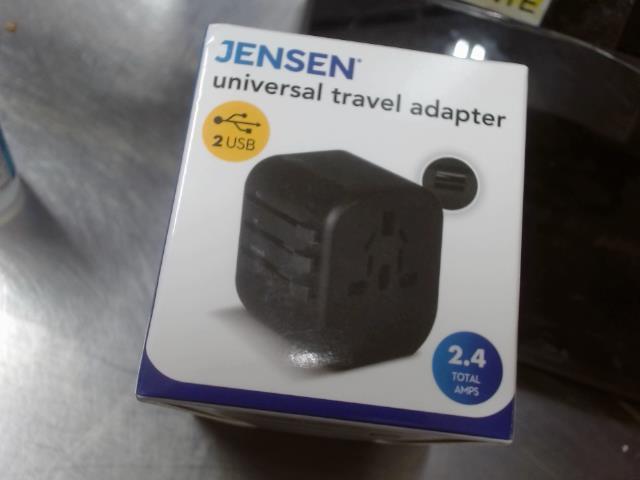 JENSEN®
universal travel adapter
2 USB
2.4
TOTAL
AMPS